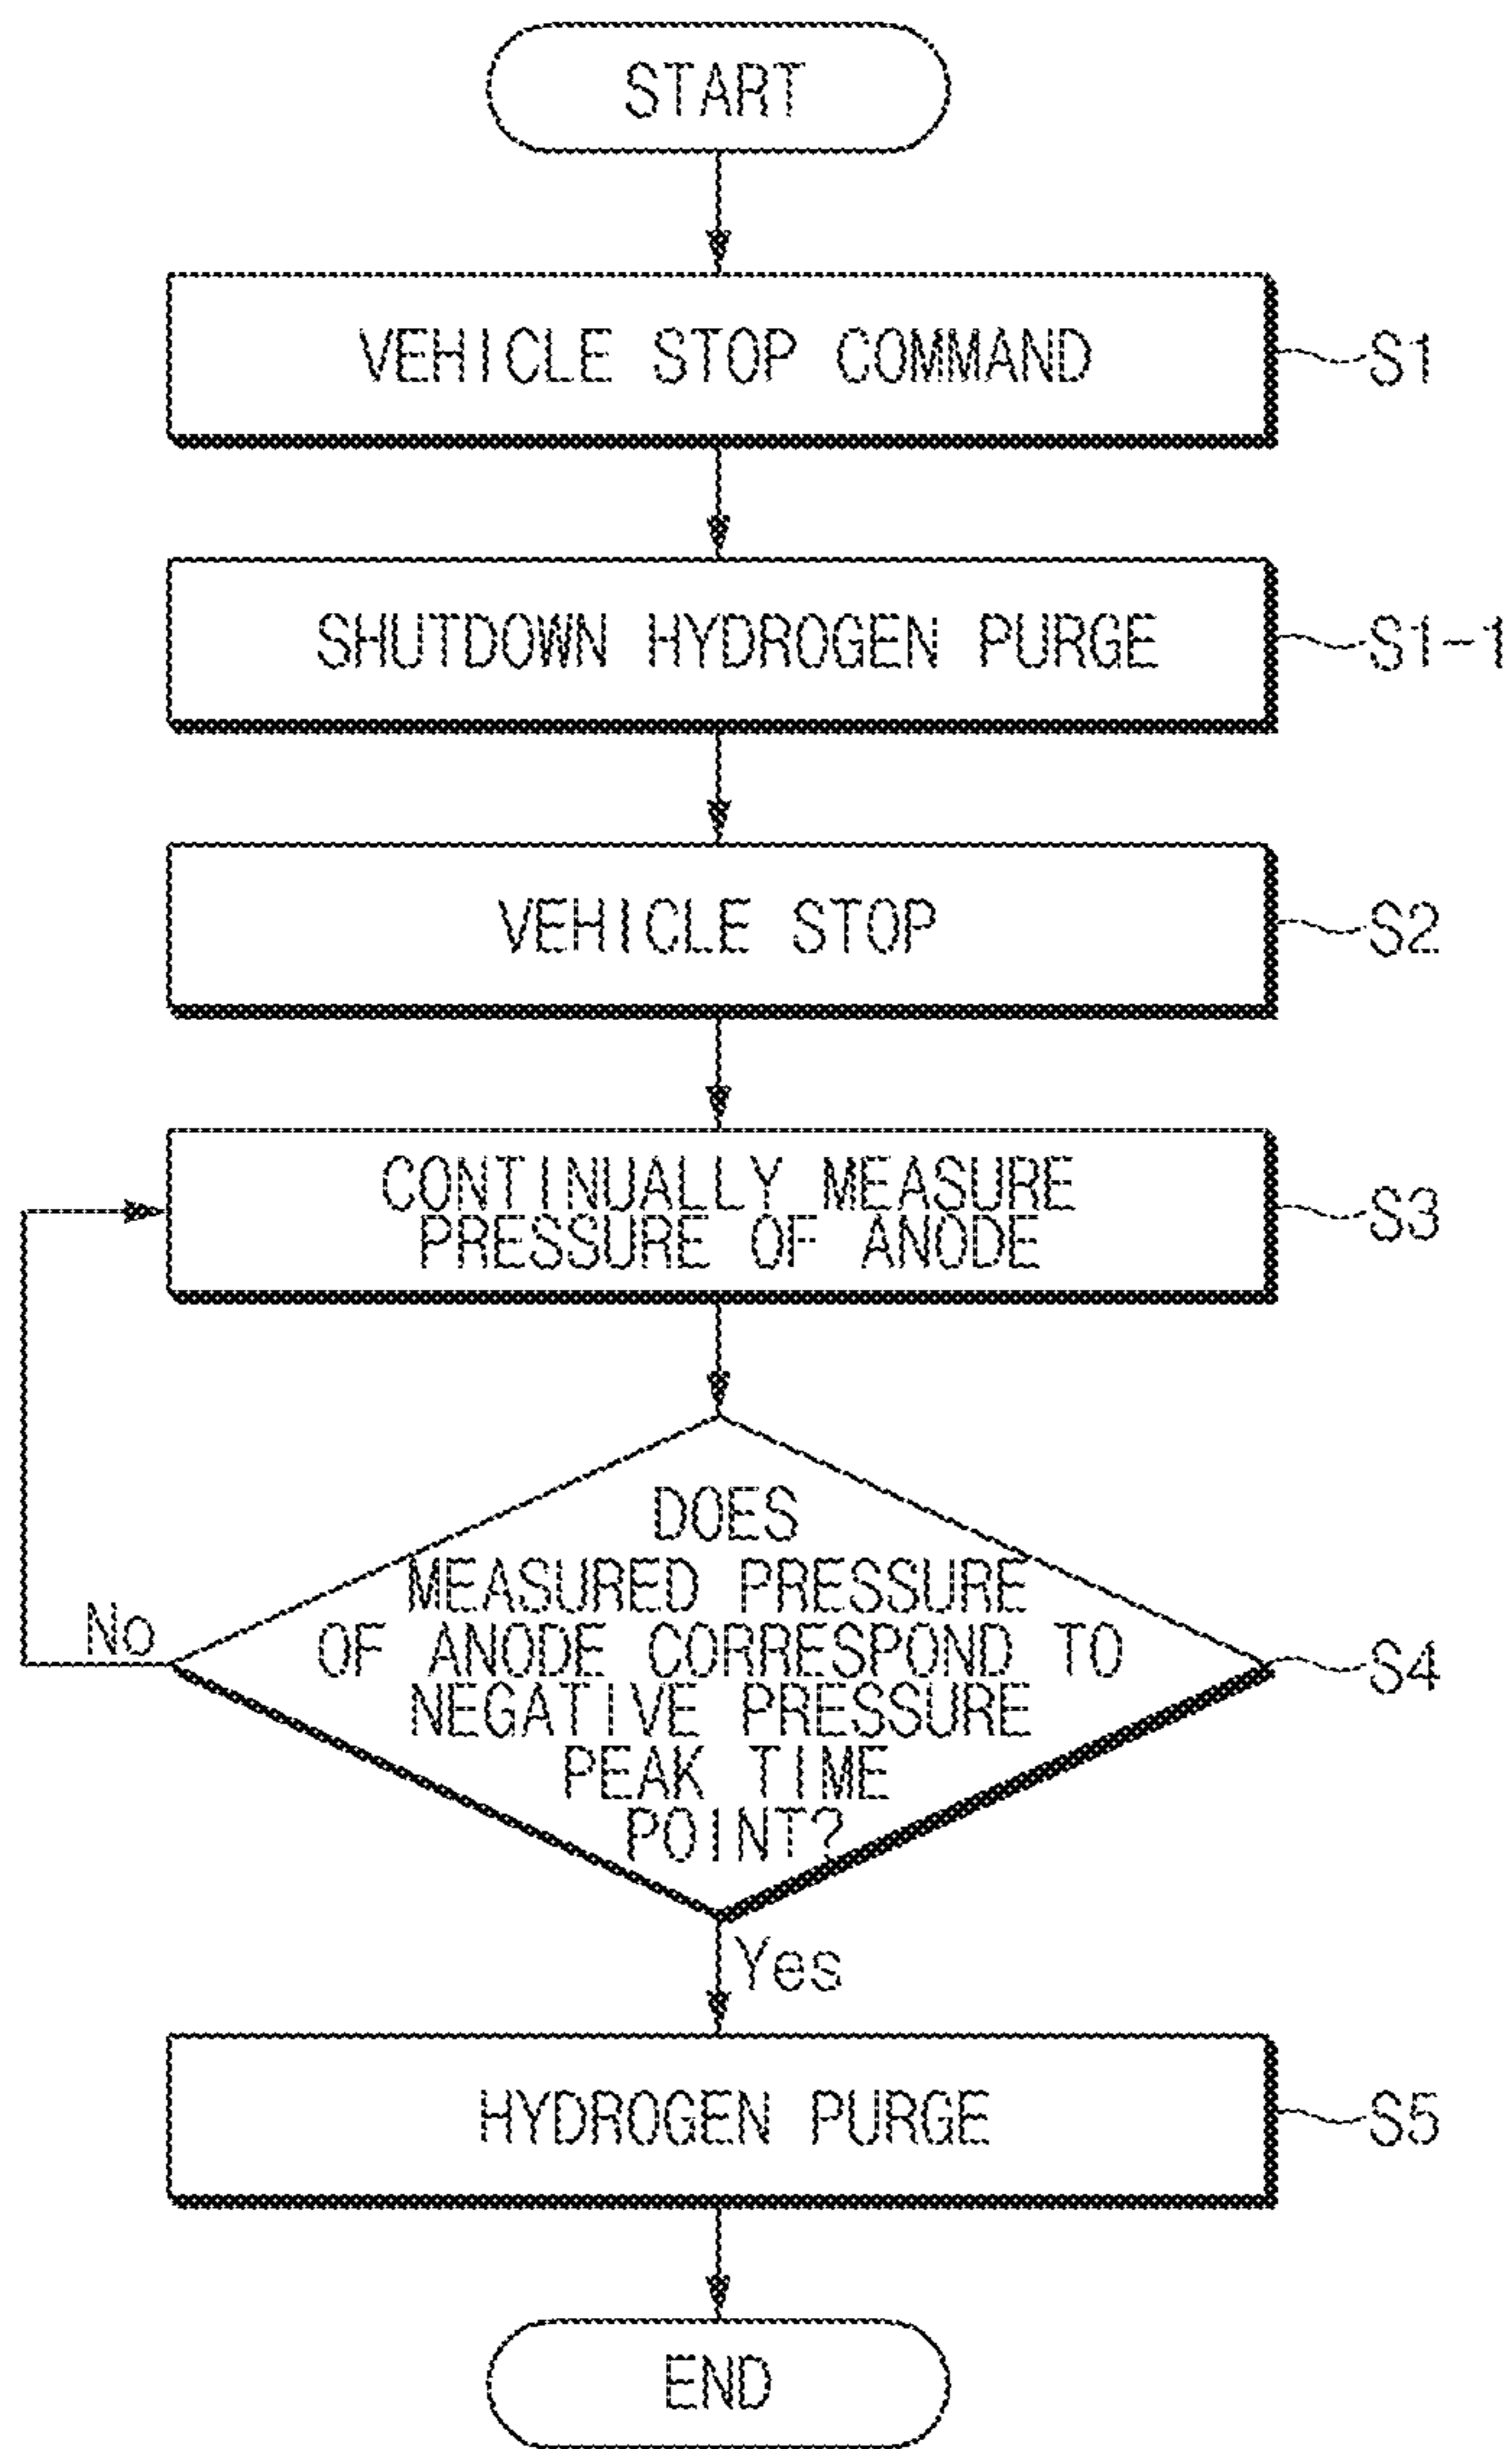 START
VEHICLE STOP COMMAND
S1
SHUTDOWN HYDROGEN PURGE
S1-1
VEHICLE STOP
S2
CONTINUALLY MEASURE
PRESSURE OF ANODE
S3
DOES
MEASURED PRESSURE
OF ANODE CORRESPOND TO
NEGATIVE PRESSURE
PEAK TIME
POINT?
No
S4
Yes
HYDROGEN PURGE
S5
END